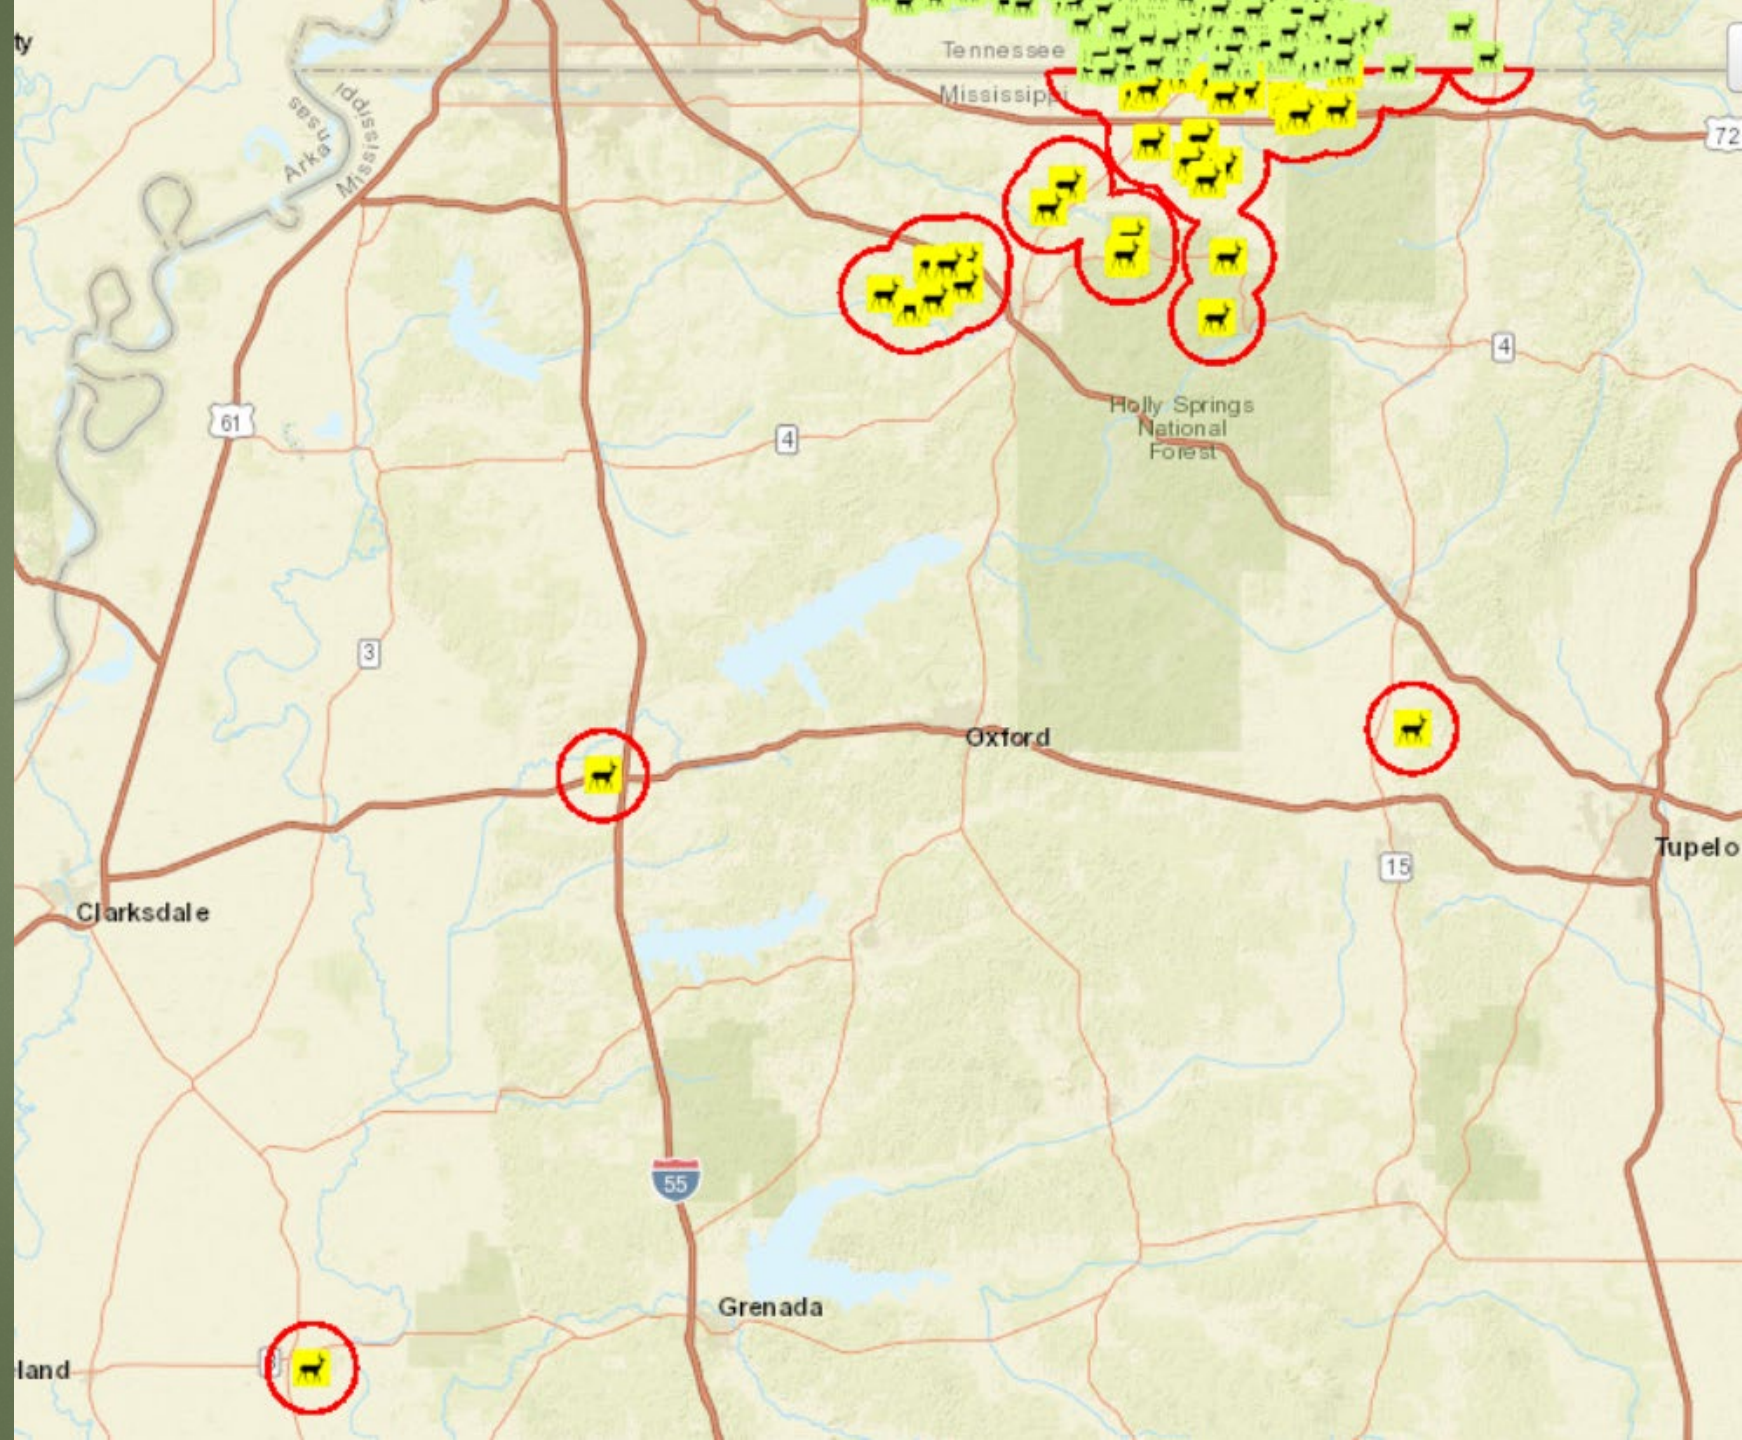 ty
Tennessee
Mississippi
Arkansas
Mississippi
72
61
4
4
Holly Springs
National
Forest
3
Oxford
Tupelo
15
Clarksdale
55
Grenada
land